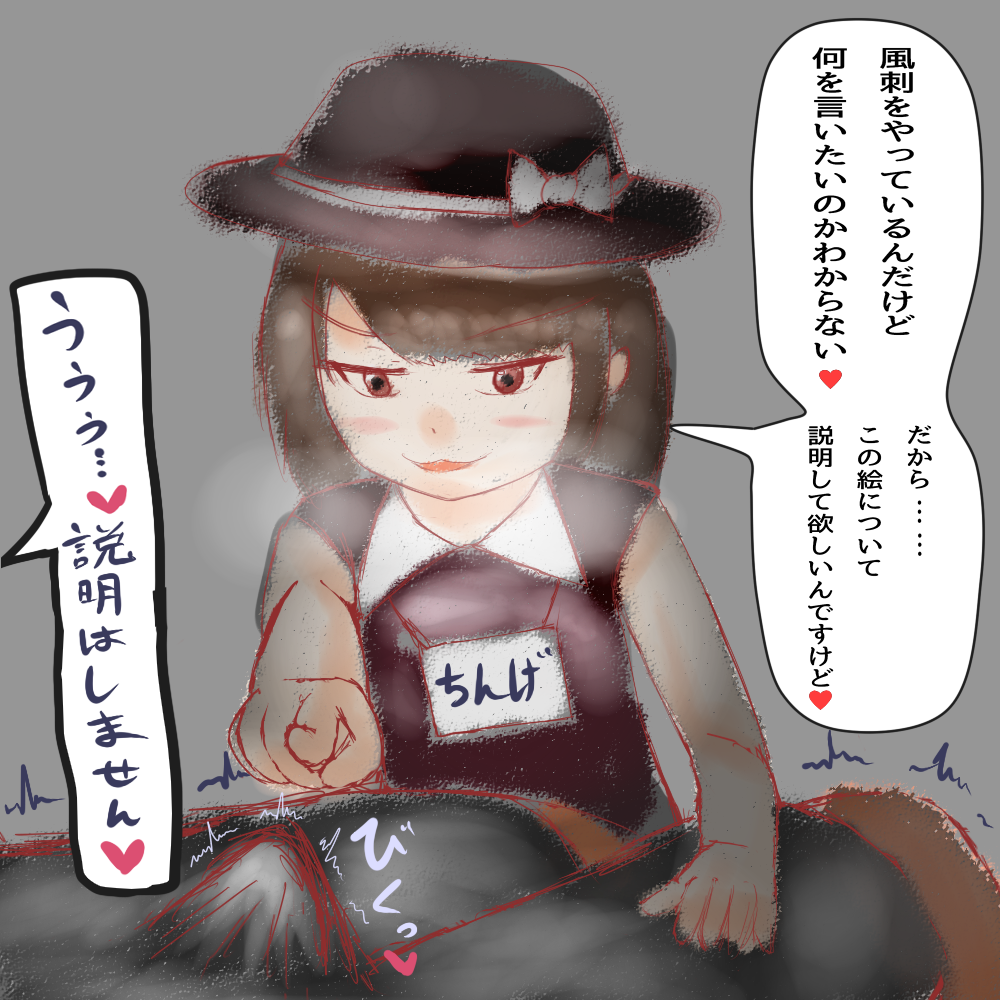 風刺をやっているんだけど
何を言いたいのかわからない♥
だから……
この絵について
説明して欲しいんですけど♥
ううぅ…♥
説明はしません♥
ちんげ
びくっ♥